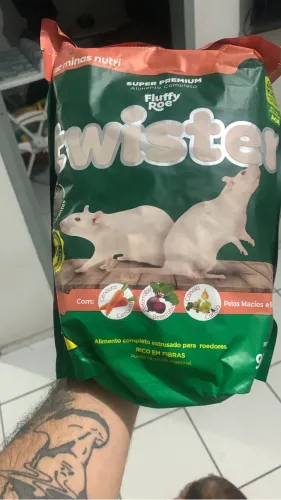 minas nutri
SUPER PREMIUM
Alimento Completo
Fluffy
Roe
twister
Com:
Pelos Macios e
Alimento completo extrusado para roedores
RICO EM FIBRAS